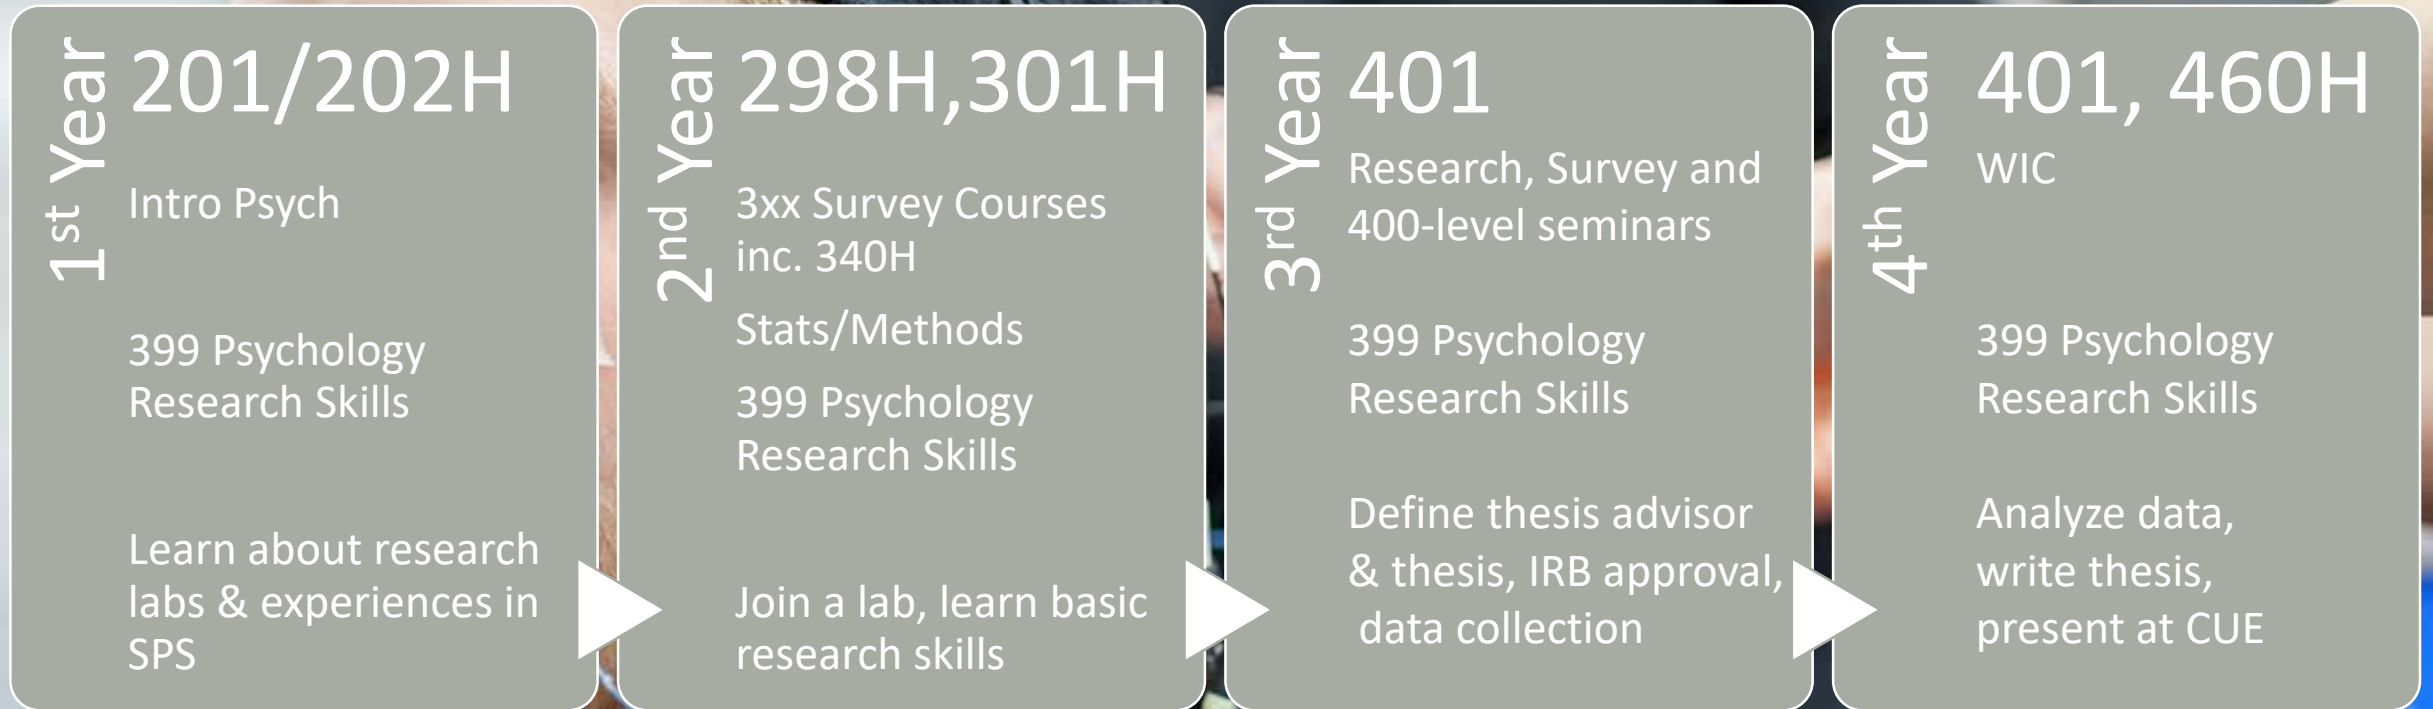 1st Year
201/202H
Intro Psych
399 Psychology
Research Skills
Learn about research
labs & experiences in
SPS
2nd Year
298H,301H
3xx Survey Courses
inc. 340H
Stats/Methods
399 Psychology
Research Skills
Join a lab, learn basic
research skills
3rd Year
401
Research, Survey and
400-level seminars
399 Psychology
Research Skills
Define thesis advisor
& thesis, IRB approval,
data collection
4th Year
401, 460H
WIC
399 Psychology
Research Skills
Analyze data,
write thesis,
present at CUE